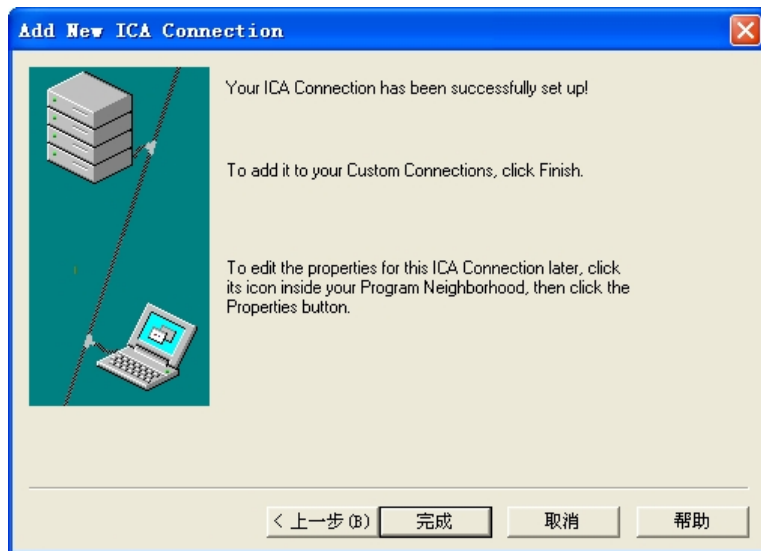 Add New ICA Connection
Your ICA Connection has been successfully set up!
To add it to your Custom Connections, click Finish.
To edit the properties for this ICA Connection later, click
its icon inside your Program Neighborhood, then click the
Properties button.
< 上一步(B)
完成
取消
帮助